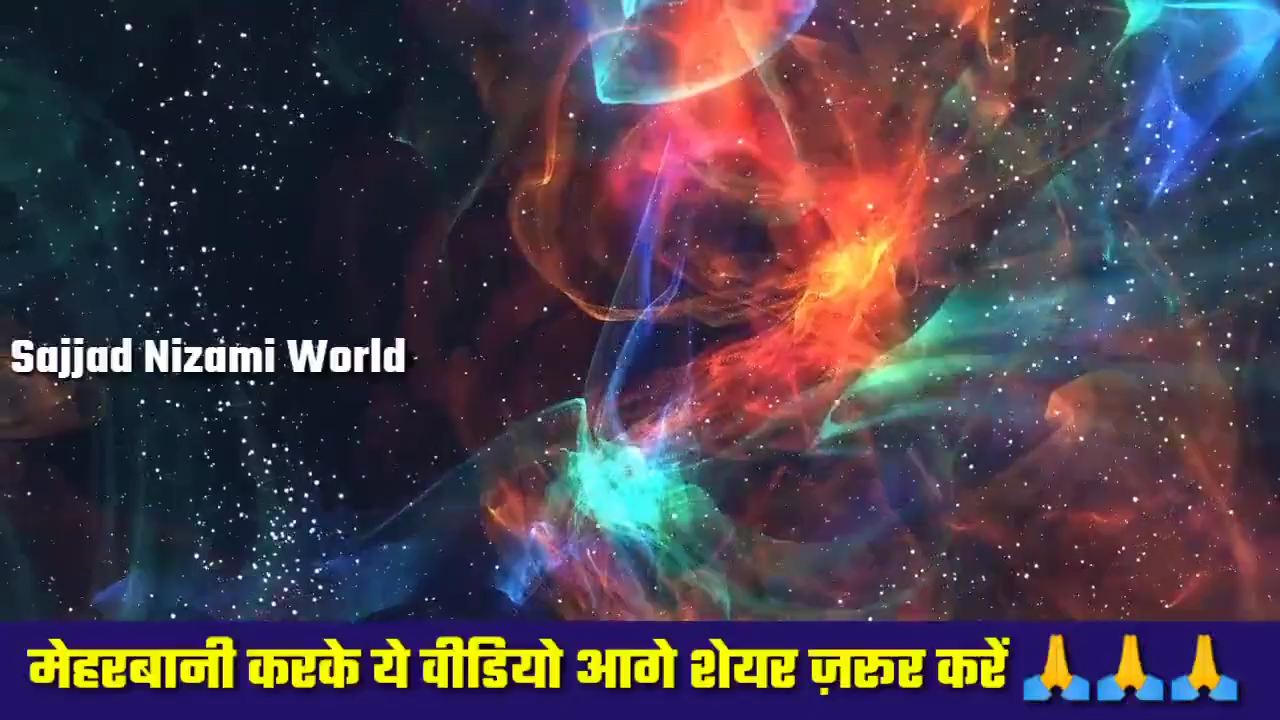 Sajjad Nizami World
मेहरबानी करके ये वीडियो आगे शेयर ज़रूर करें 🙏🙏🙏